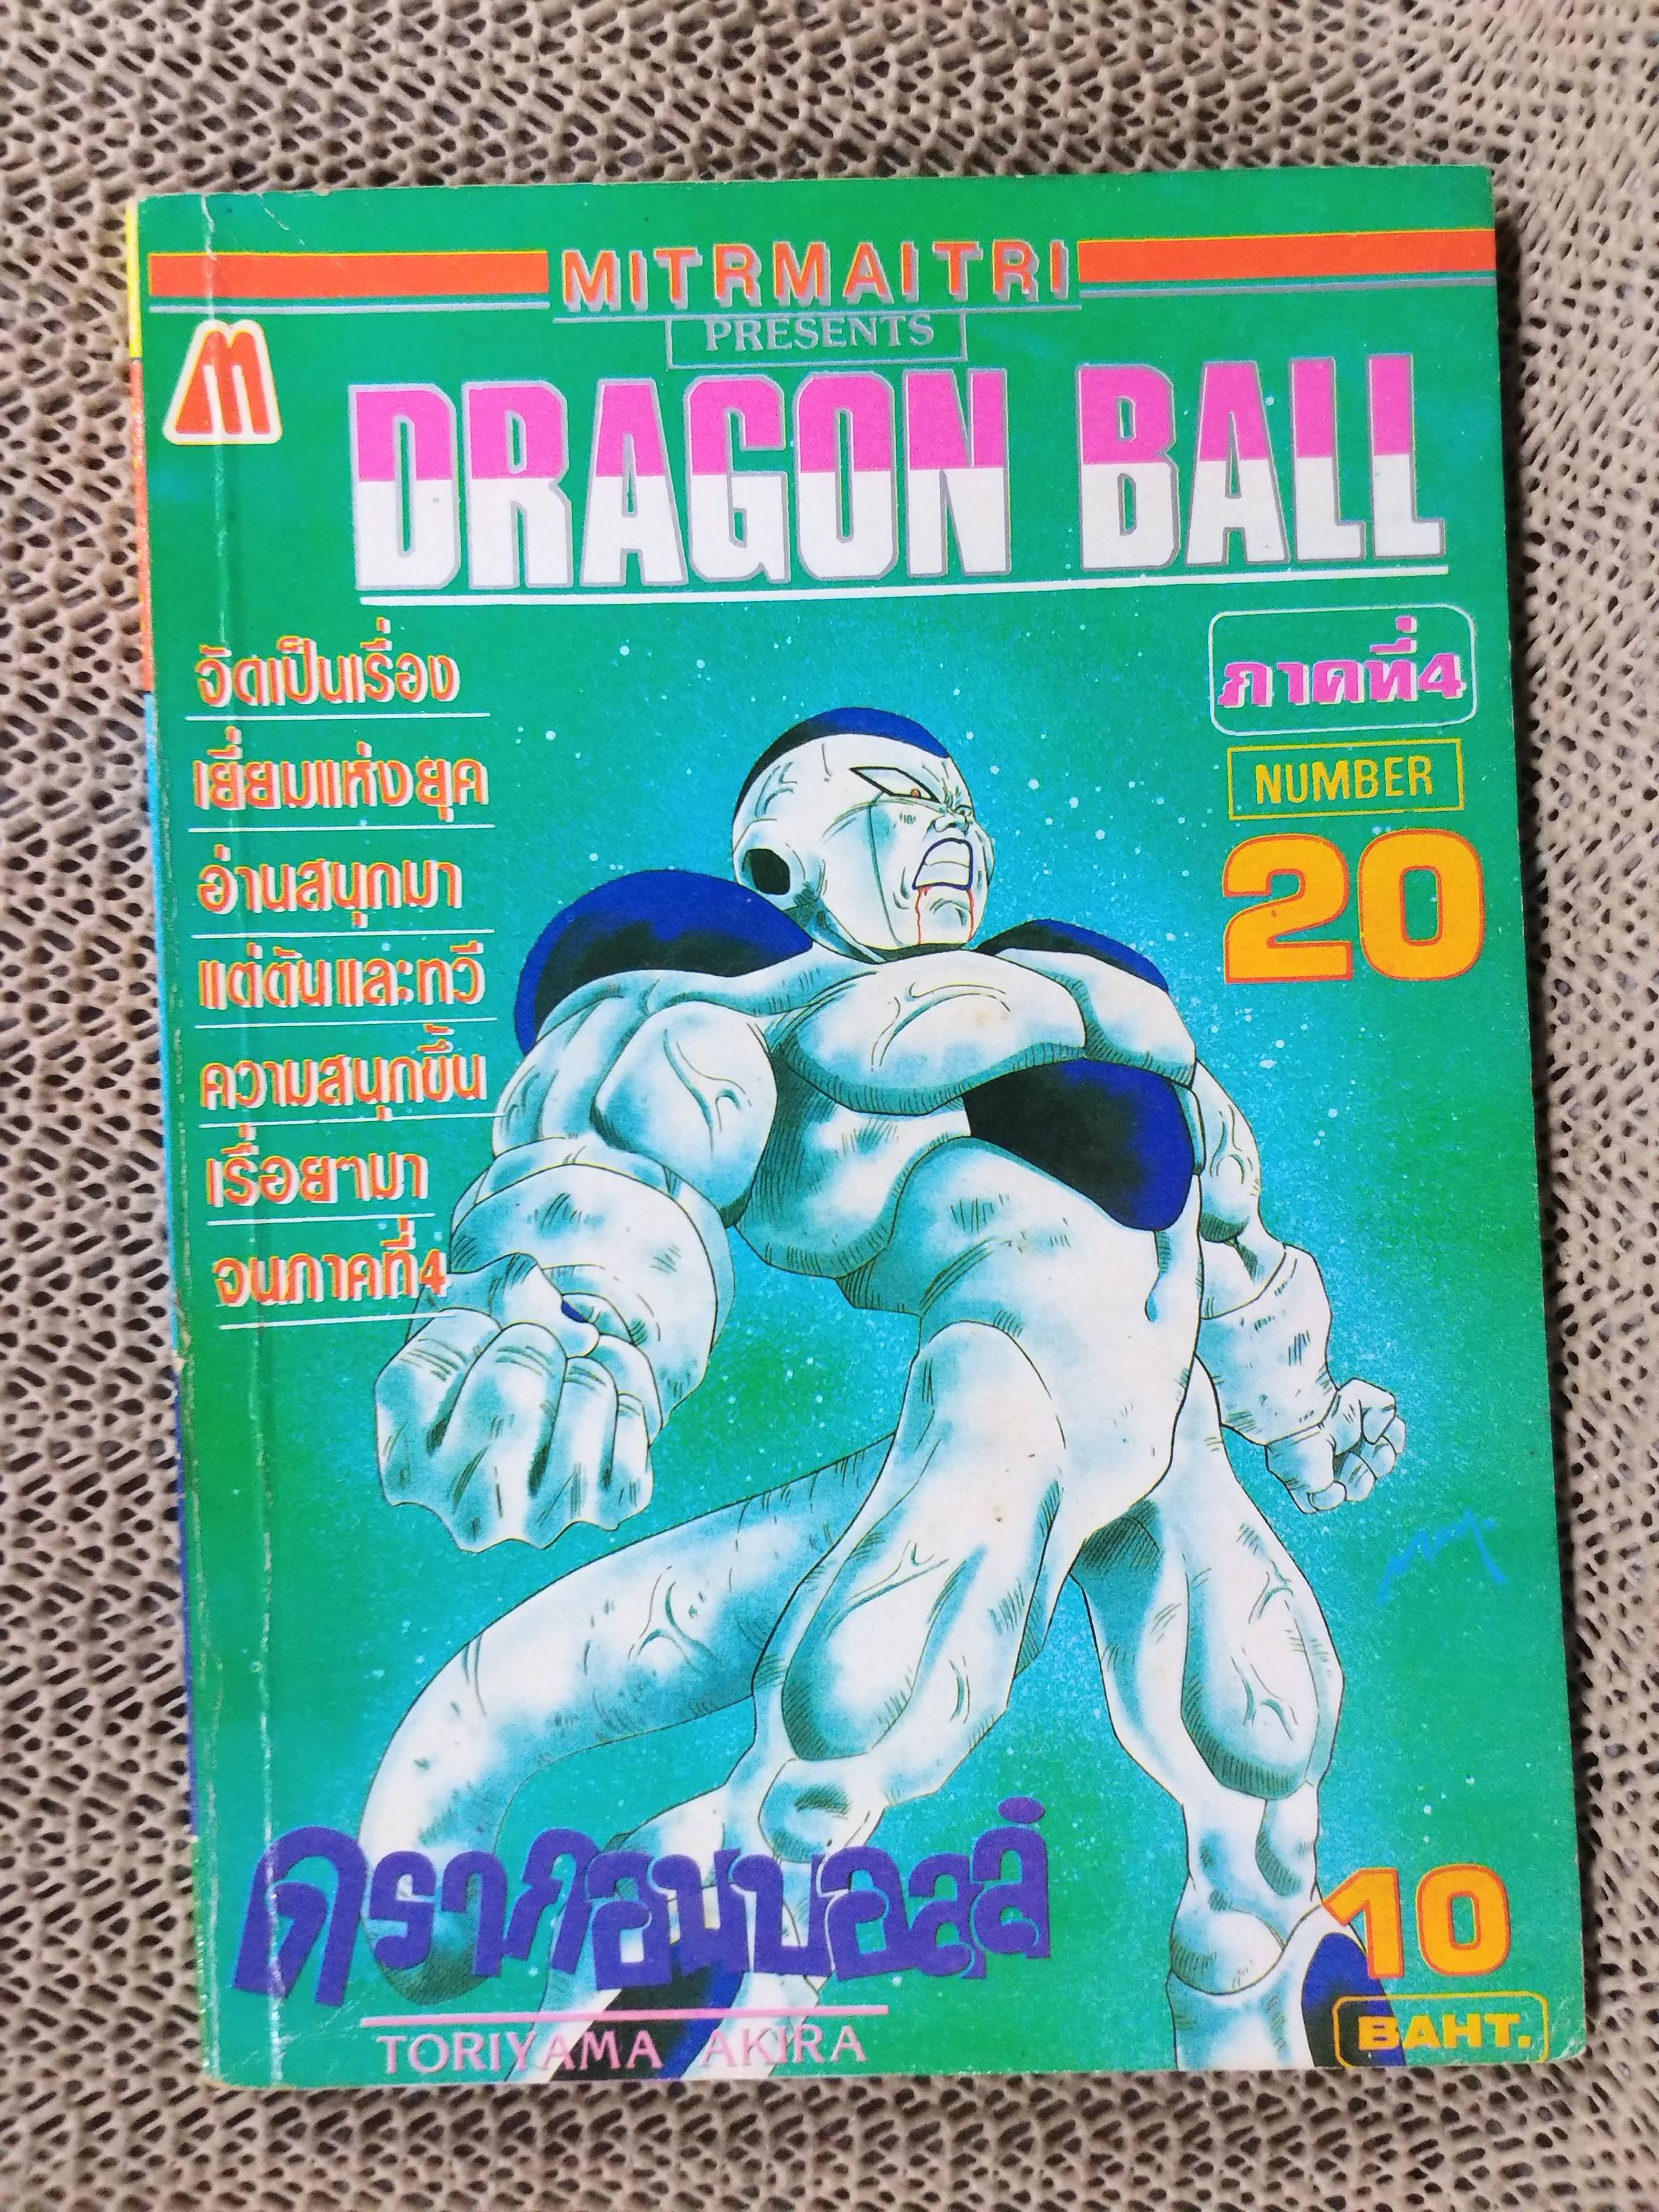 MITRMAITRI
PRESENTS
DRAGON BALL
จัดเป็นเรื่อง
เยี่ยมแห่งยุค
อ่านสนุกมา
แต่ต้นและทวี
ความสนุกขึ้น
เรื่อยๆมา
จนภาคที่4
ภาคที่4
NUMBER
20
ดราก้อนบอลล์
TORIYAMA AKIRA
10
BAHT.